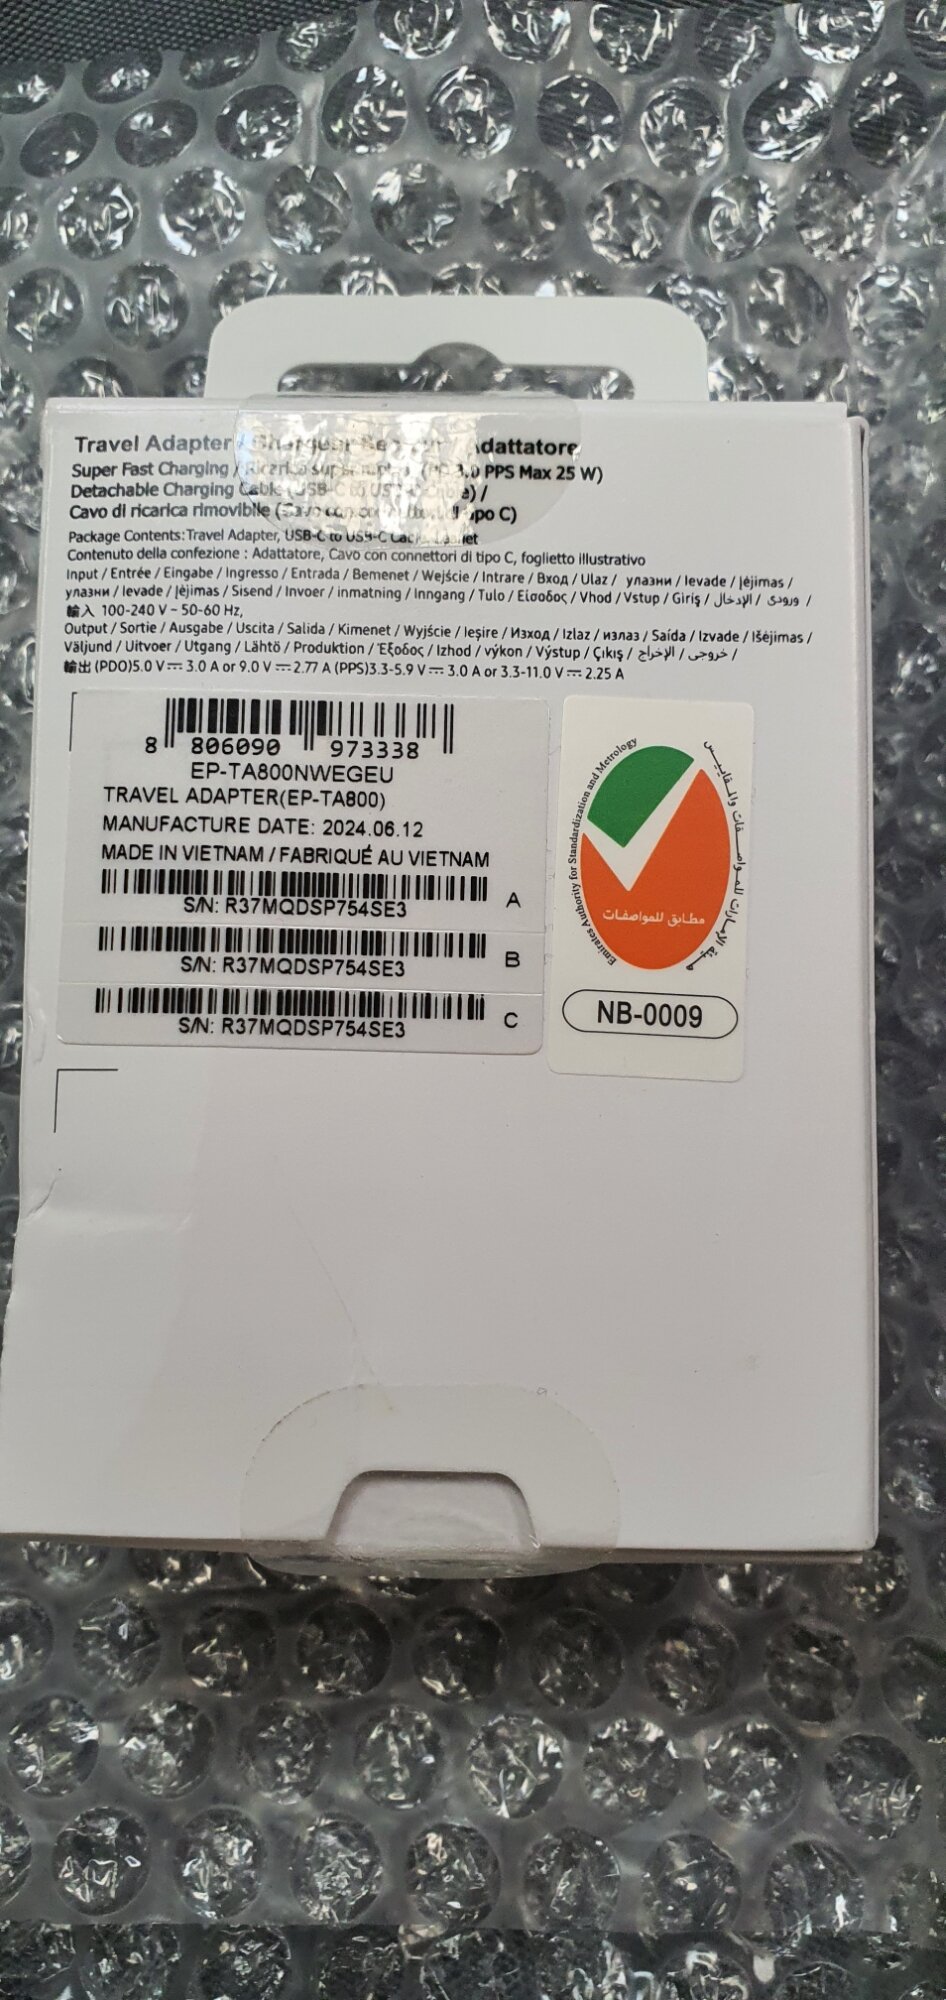 Travel Adapter / Adattatore
Super Fast Charging / PPS Max 25 W)
Detachable Charging Cable (USB-C to /
Cavo di ricarica rimovibile tipo C)
Package Contents: Travel Adapter, USB-C to USB-C
Contenuto della confezione : Adattatore, Cavo con connettori di tipo C, foglietto illustrativo
Input / Entrée / Eingabe / Ingresso / Entrada / Bemenet / Wejście / Intrare / Вход / Ulaz / улазни / Ievade / Įėjimas /
улазни / Ievade / Įėjimas / Sisend / Invoer / inmatning / Inngang / Tulo / Είσοδος / Vhod / Vstup / Giriş / الإدخال / ورودی /
輸入 100-240 V ~ 50-60 Hz,
Output / Sortie / Ausgabe / Uscita / Salida / Kimenet / Wyjście / Ieşire / Изход / Izlaz / излаз / Saída / Izvade / Išėjimas /
Väljund / Uitvoer / Utgang / Lähtö / Produktion / Έξοδος / Izhod / výkon / Výstup / Çıkış / الإخراج / خروجی /
輸出 (PDO)5.0 V⎓ 3.0 A or 9.0 V ⎓ 2.77 A (PPS)3.3-5.9 V⎓ 3.0 A or 3.3-11.0 V ⎓ 2.25 A
8 806090 973338
EP-TA800NWEGEU
TRAVEL ADAPTER(EP-TA800)
MANUFACTURE DATE: 2024.06.12
MADE IN VIETNAM / FABRIQUÉ AU VIETNAM
S/N: R37MQDSP754SE3 A
S/N: R37MQDSP754SE3 B
S/N: R37MQDSP754SE3 C
Emirates Authority for Standardization and Metrology
هيئة الإمارات للمواصفات والمقاييس
مطابق للمواصفات
NB-0009